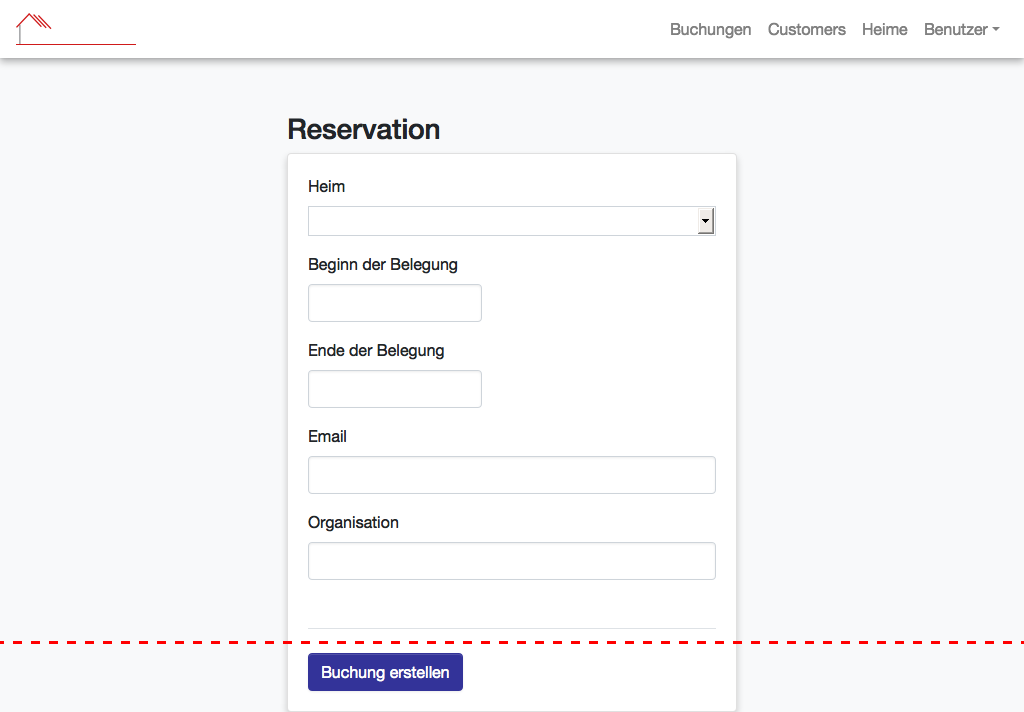 Buchungen Customers Heime Benutzer
Reservation
Heim
Beginn der Belegung
Ende der Belegung
Email
Organisation
Buchung erstellen